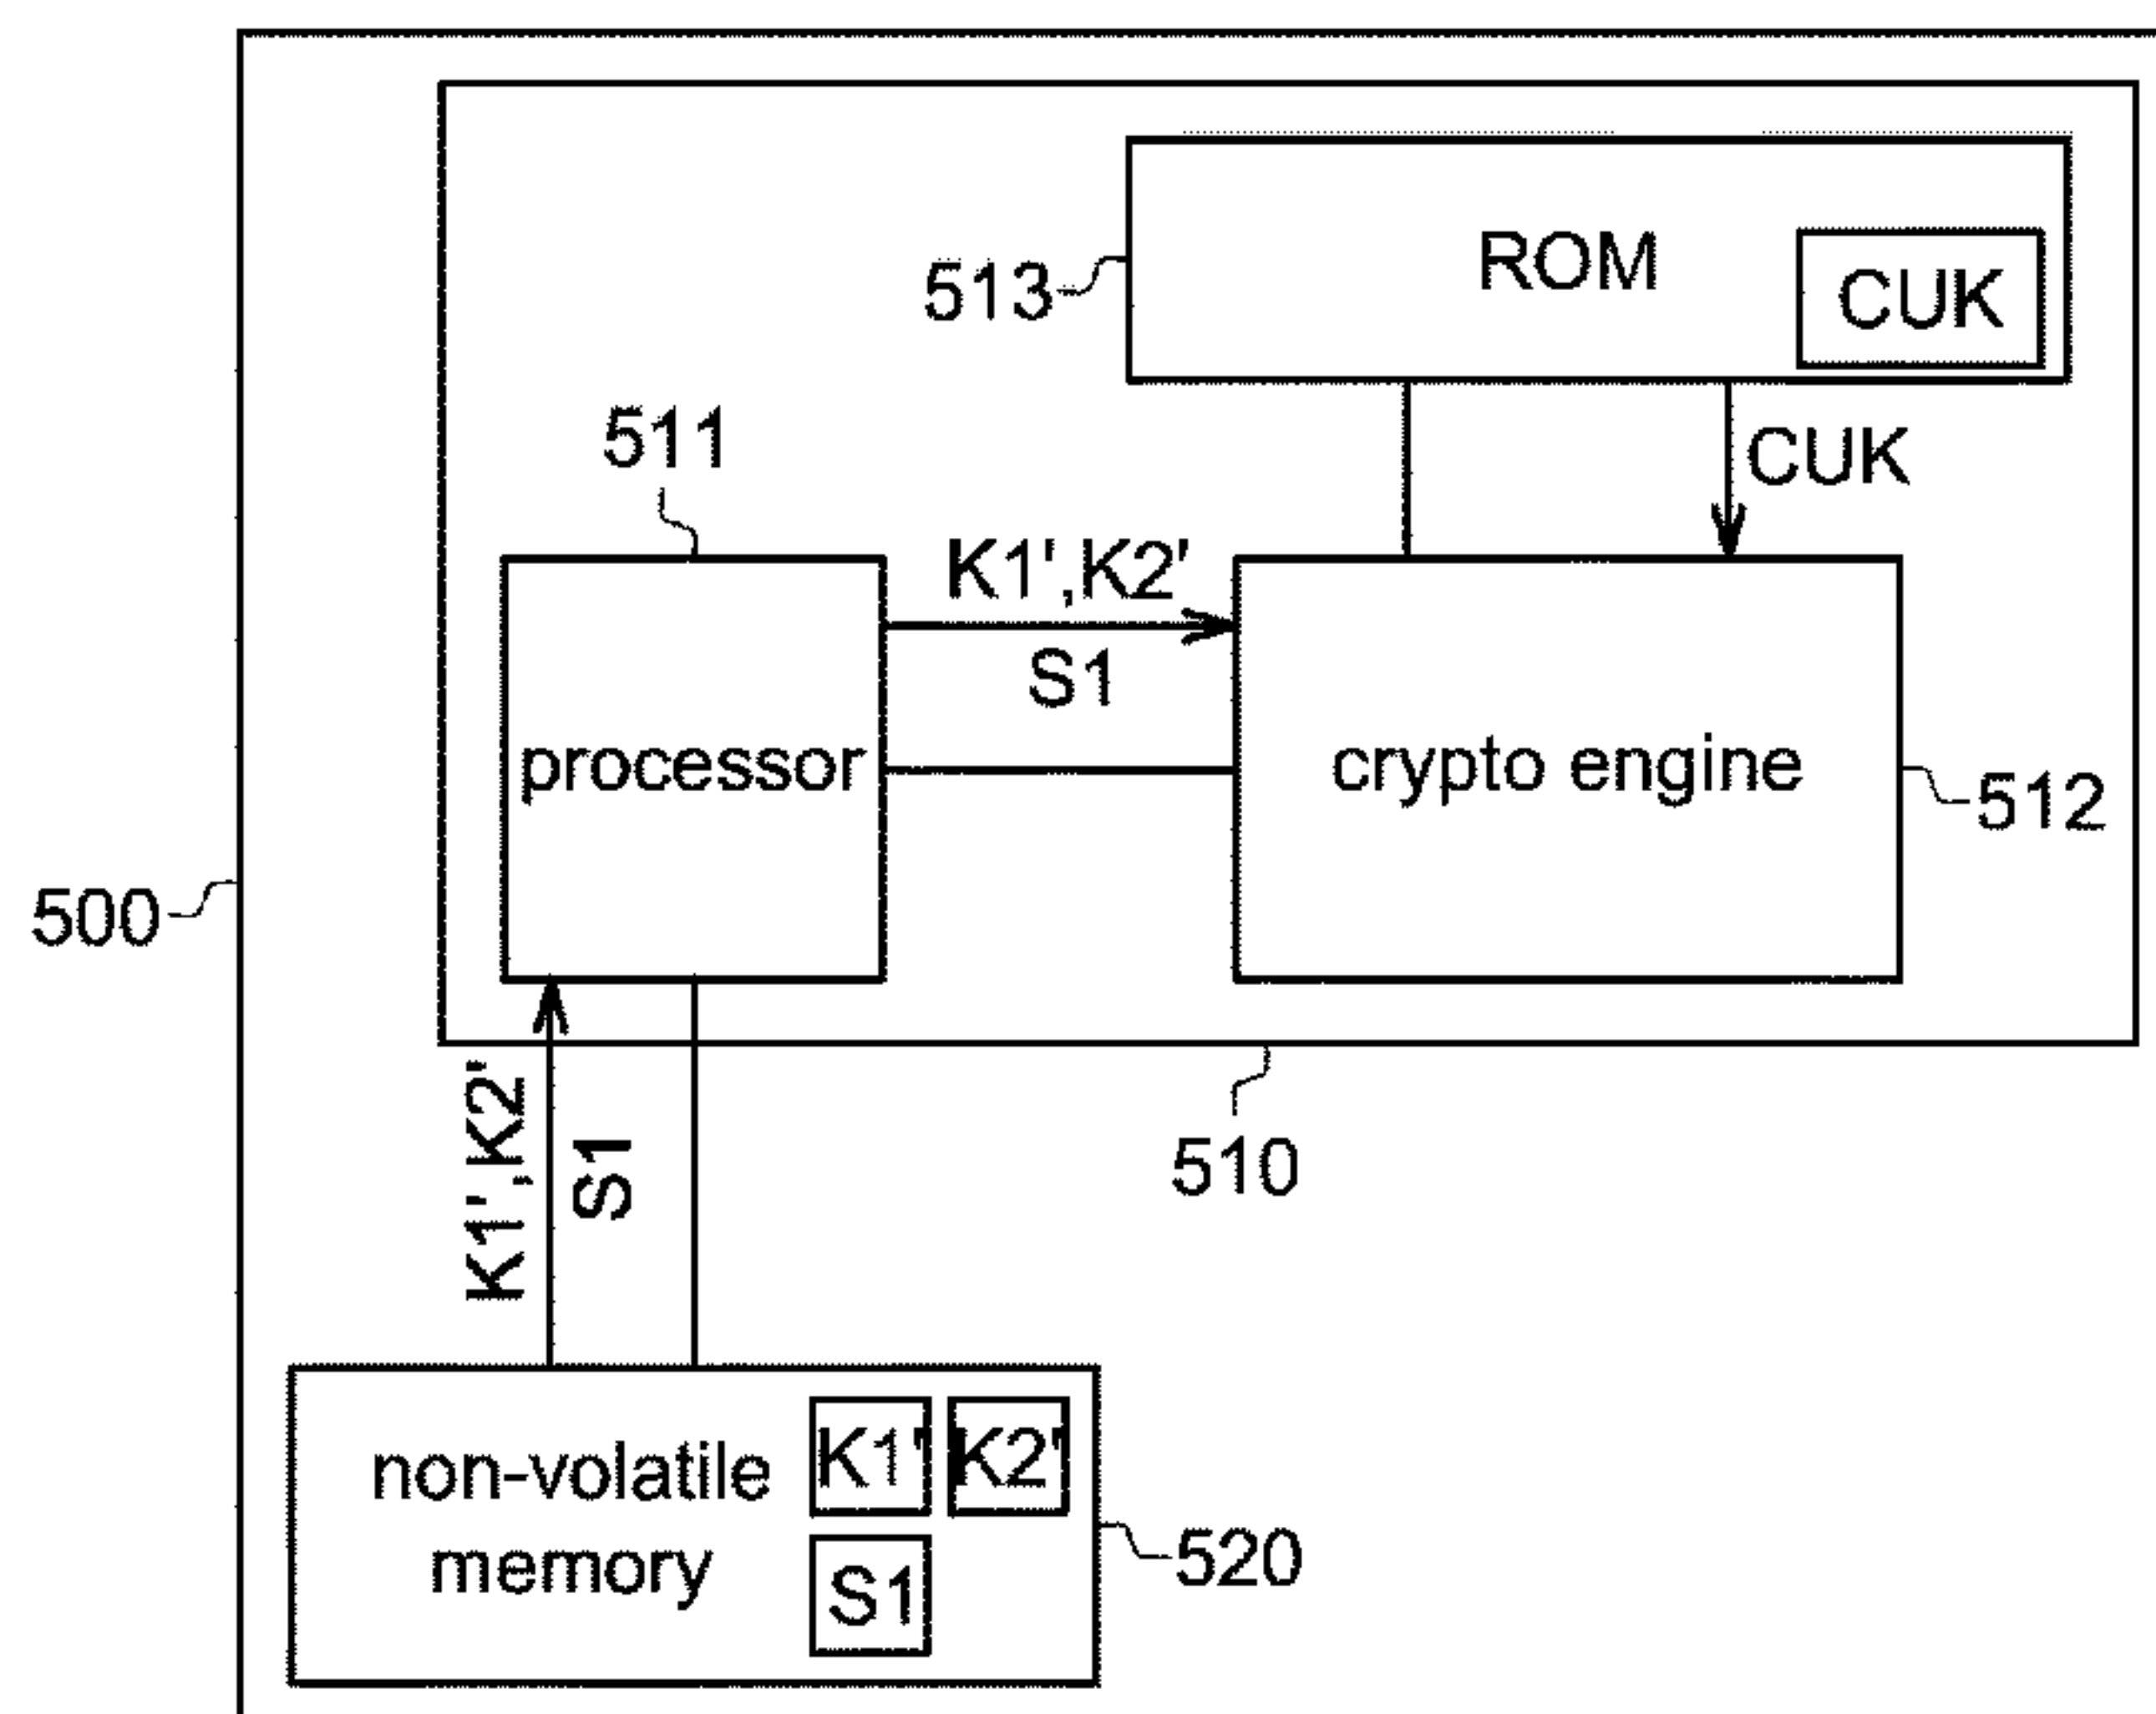 ROM
CUK
513
CUK
511
K1',K2'
S1
processor
crypto engine
512
500
K1',K2'
S1
510
non-volatile
memory
K1'
K2'
S1
520